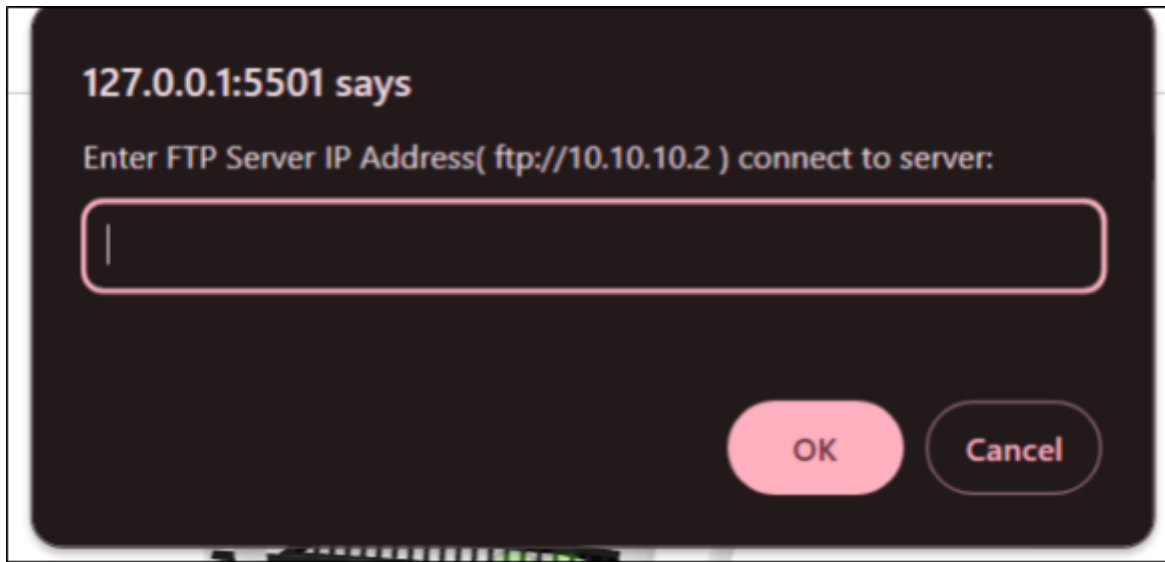 127.0.0.1:5501 says
Enter FTP Server IP Address( ftp://10.10.10.2 ) connect to server:
OK
Cancel